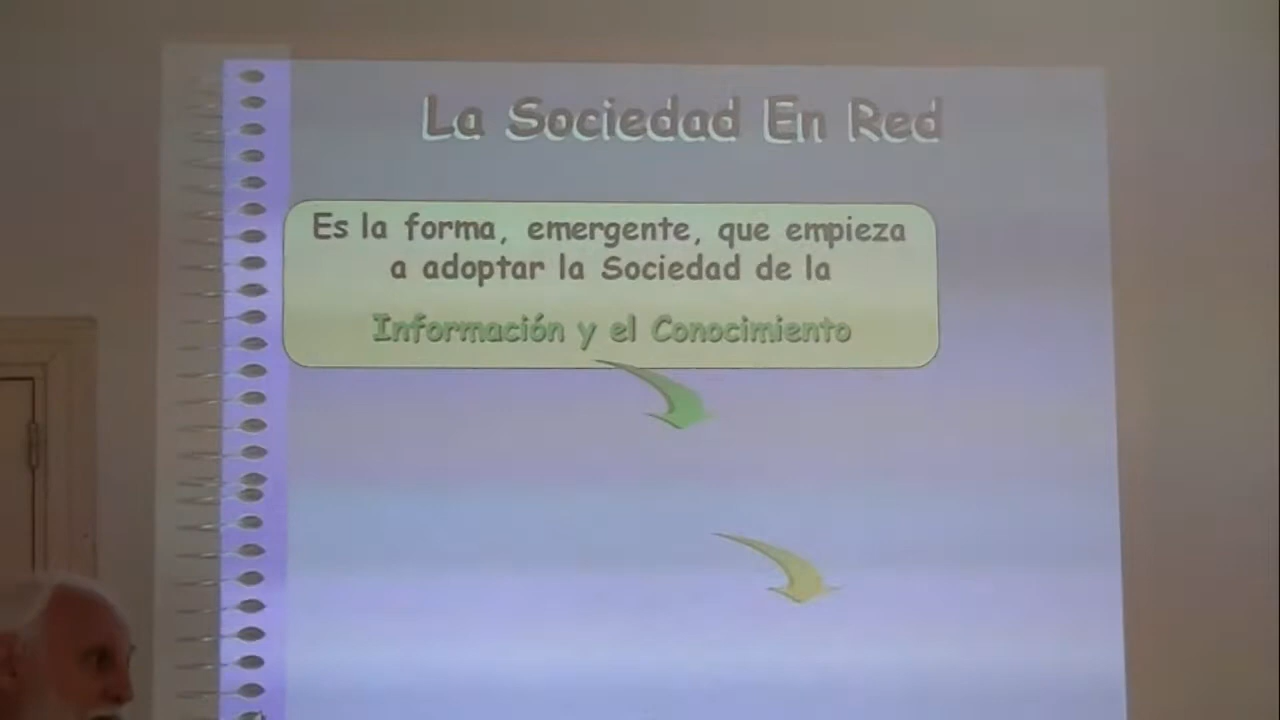 La Sociedad En Red
Es la forma, emergente, que empieza
a adoptar la Sociedad de la
Información y el Conocimiento